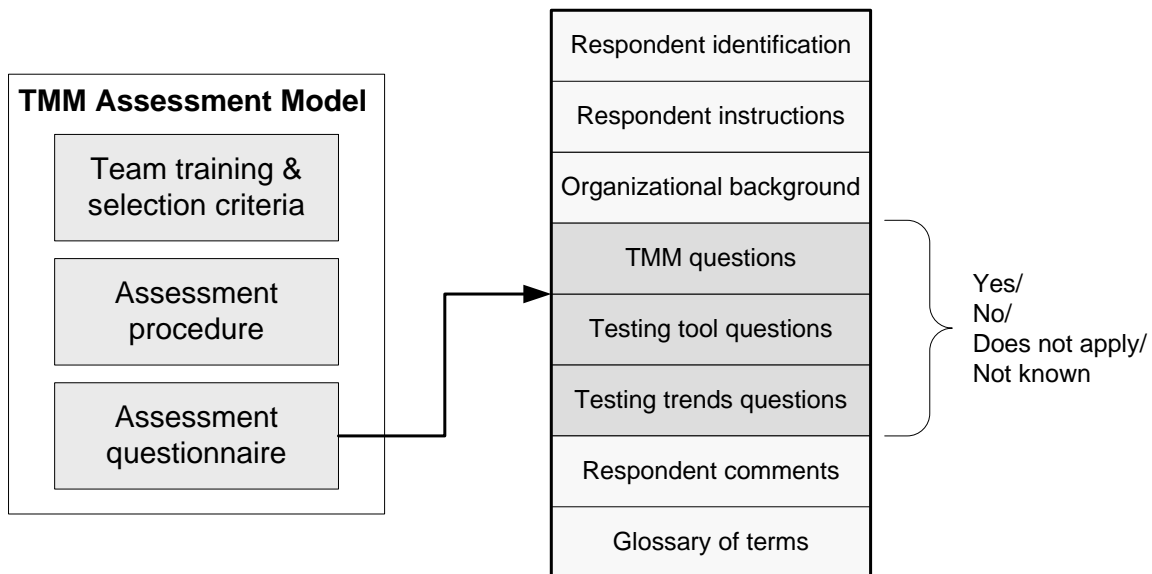 TMM Assessment Model
Team training &
selection criteria
Assessment
procedure
Assessment
questionnaire
Respondent identification
Respondent instructions
Organizational background
TMM questions
Testing tool questions
Testing trends questions
Respondent comments
Glossary of terms
Yes/
No/
Does not apply/
Not known